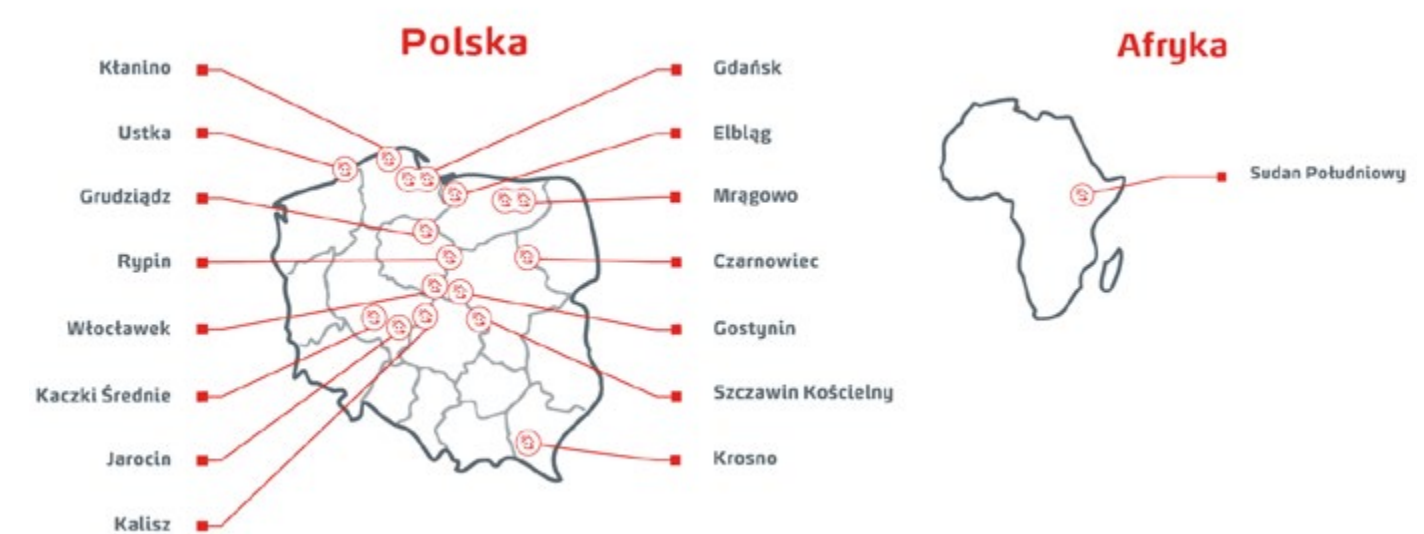 Polska
Kłanino
Ustka
Grudziądz
Rypin
Włocławek
Kaczki Średnie
Jarocin
Kalisz
Gdańsk
Elbląg
Mrągowo
Czarnowiec
Gostynin
Szczawin Kościelny
Krosno
Afryka
Sudan Południowy